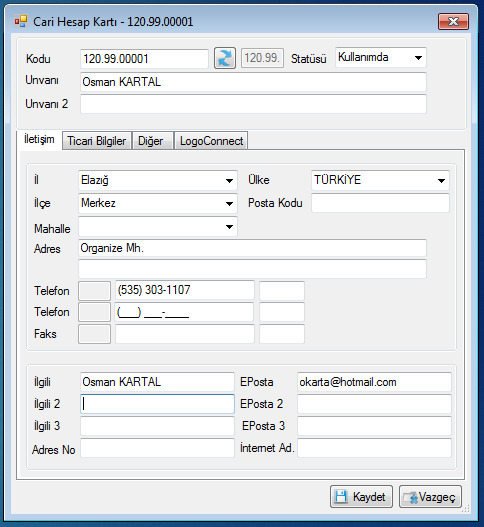 Cari Hesap Kartı - 120.99.00001
Kodu 120.99.00001 120.99. Statüsü Kullanımda
Unvanı Osman KARTAL
Unvanı 2
İletişim Ticari Bilgiler Diğer LogoConnect
İl Elazığ Ülke TÜRKİYE
İlçe Merkez Posta Kodu
Mahalle
Adres Organize Mh.
Telefon (535) 303-1107
Telefon (___) ___-____
Faks
İlgili Osman KARTAL EPosta okarta@hotmail.com
İlgili 2 EPosta 2
İlgili 3 EPosta 3
Adres No İnternet Ad.
Kaydet Vazgeç